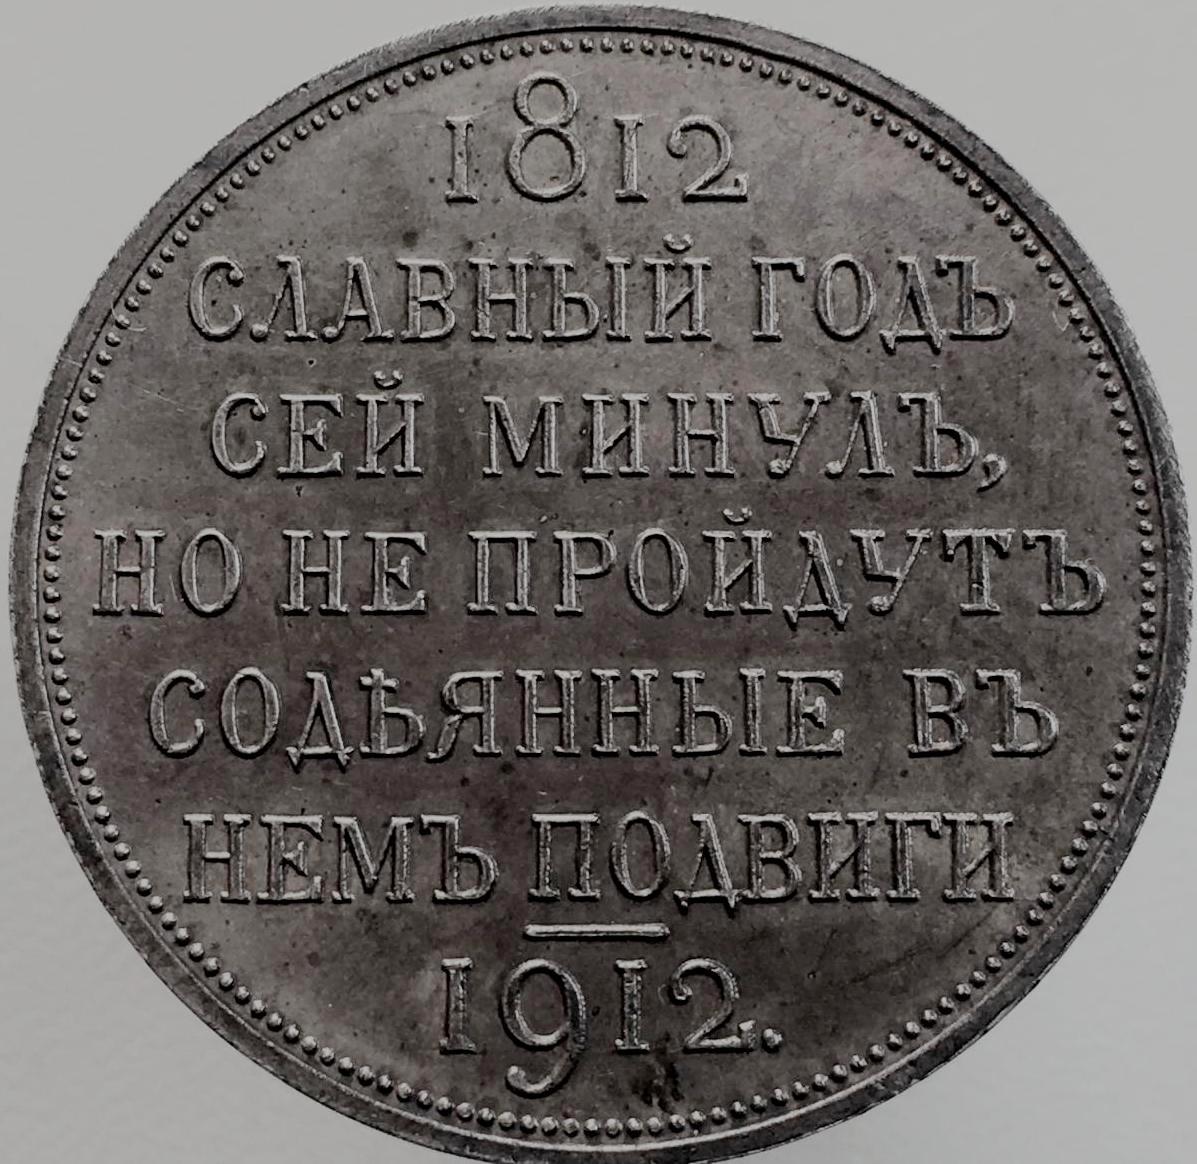 1812
СЛАВНЫЙ ГОДЪ
СЕЙ МИНУЛЪ,
НО НЕ ПРОЙДУТЪ
СОДѢЯННЫЕ ВЪ
НЕМЪ ПОДВИГИ
1912.